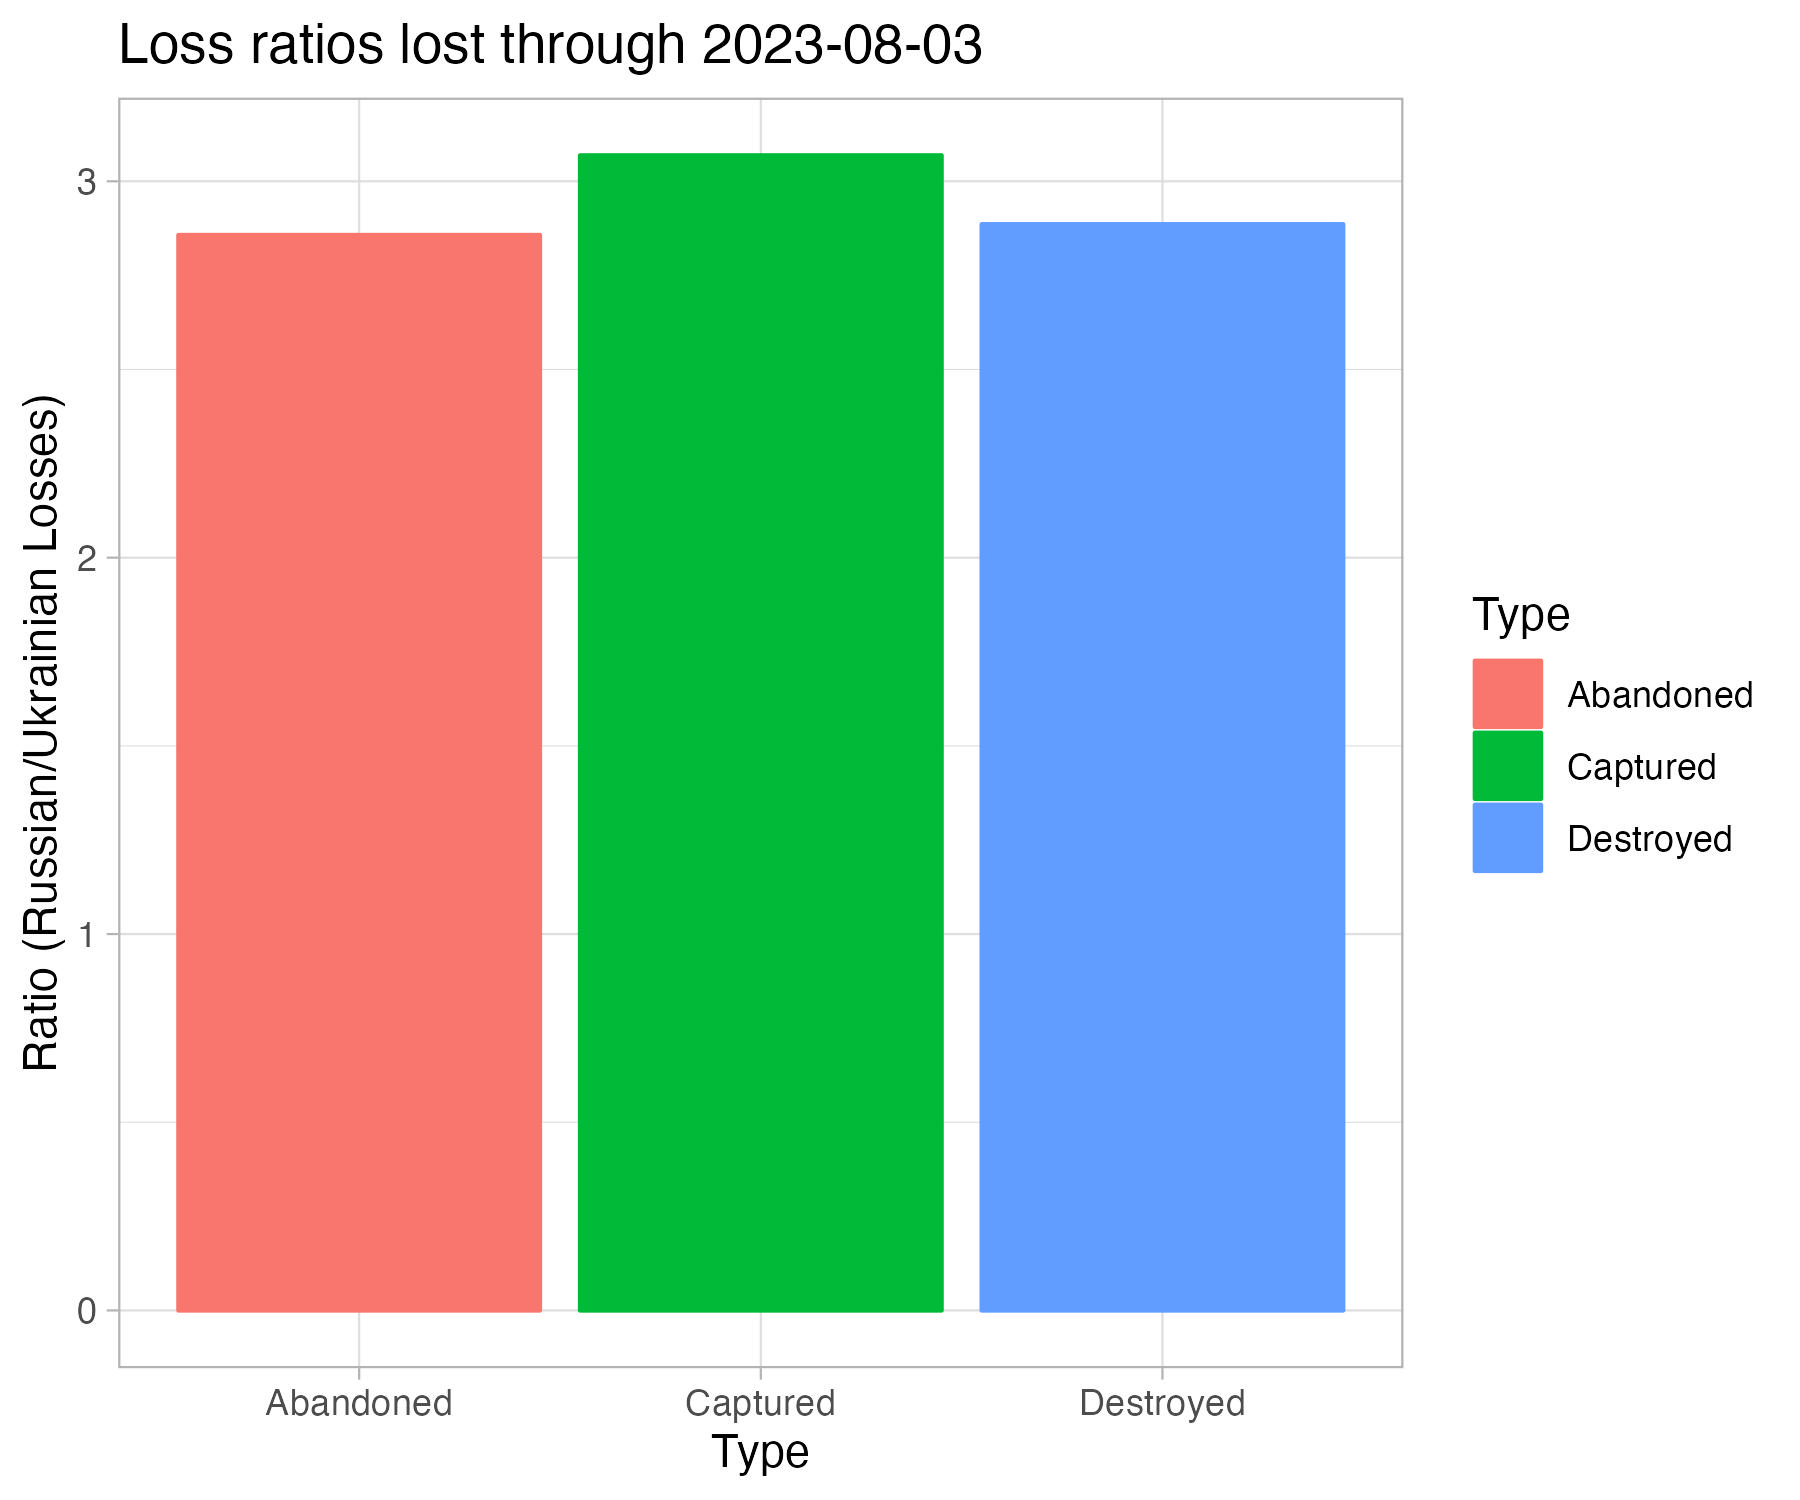 Loss ratios lost through 2023-08-03
Ratio (Russian/Ukrainian Losses)
3
2
1
0
Abandoned
Captured
Destroyed
Type
Type
Abandoned
Captured
Destroyed